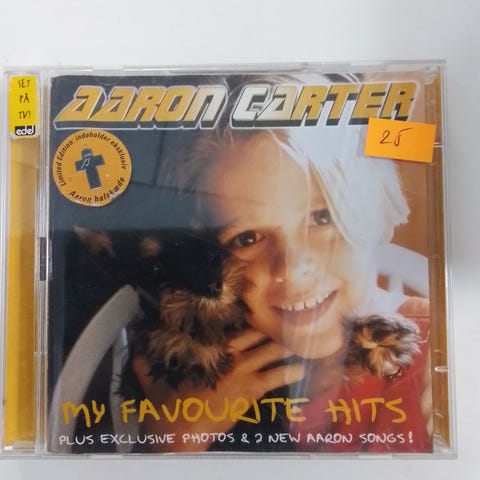 SET
PÅ
TV!
edel
AARON CARTER
25
Limited Edition: indeholder eksklusiv
Aaron halskæde
MY FAVOURITE HITS
PLUS EXCLUSIVE PHOTOS & 2 NEW AARON SONGS!